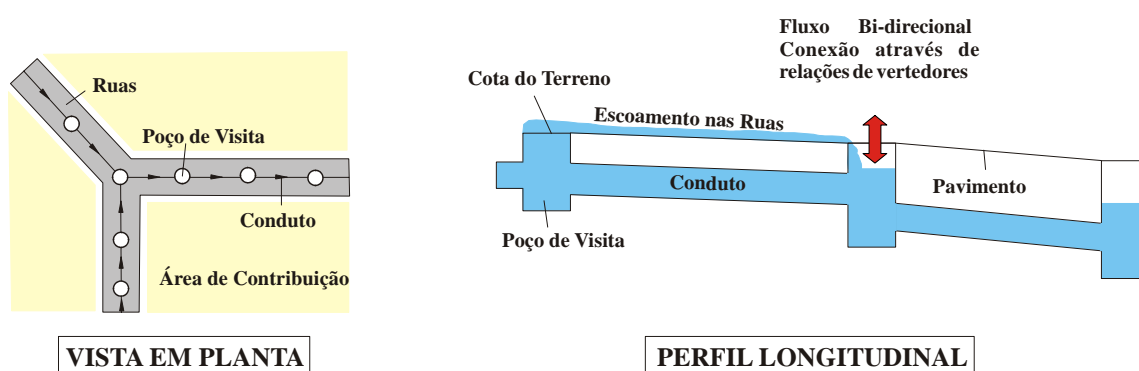 Ruas
Poço de Visita
Conduto
Área de Contribuição
VISTA EM PLANTA
Fluxo Bi-direcional
Conexão através de
relações de vertedores
Cota do Terreno
Escoamento nas Ruas
Conduto
Pavimento
Poço de Visita
PERFIL LONGITUDINAL